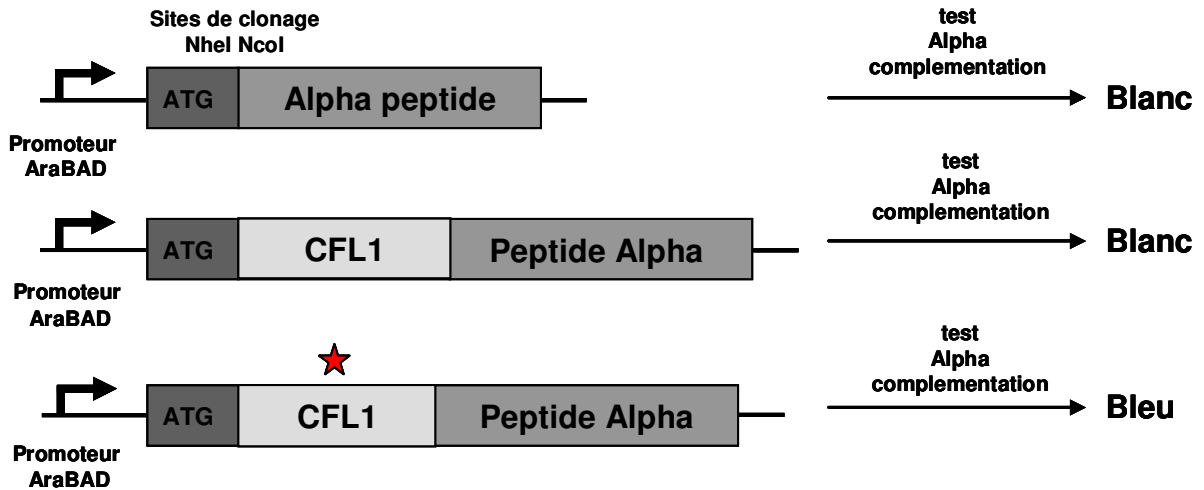 Sites de clonage
NheI NcoI
ATG
Alpha peptide
Promoteur
AraBAD
test
Alpha
complementation
Blanc
ATG
CFL1
Peptide Alpha
Promoteur
AraBAD
test
Alpha
complementation
Blanc
ATG
CFL1
Peptide Alpha
Promoteur
AraBAD
test
Alpha
complementation
Bleu